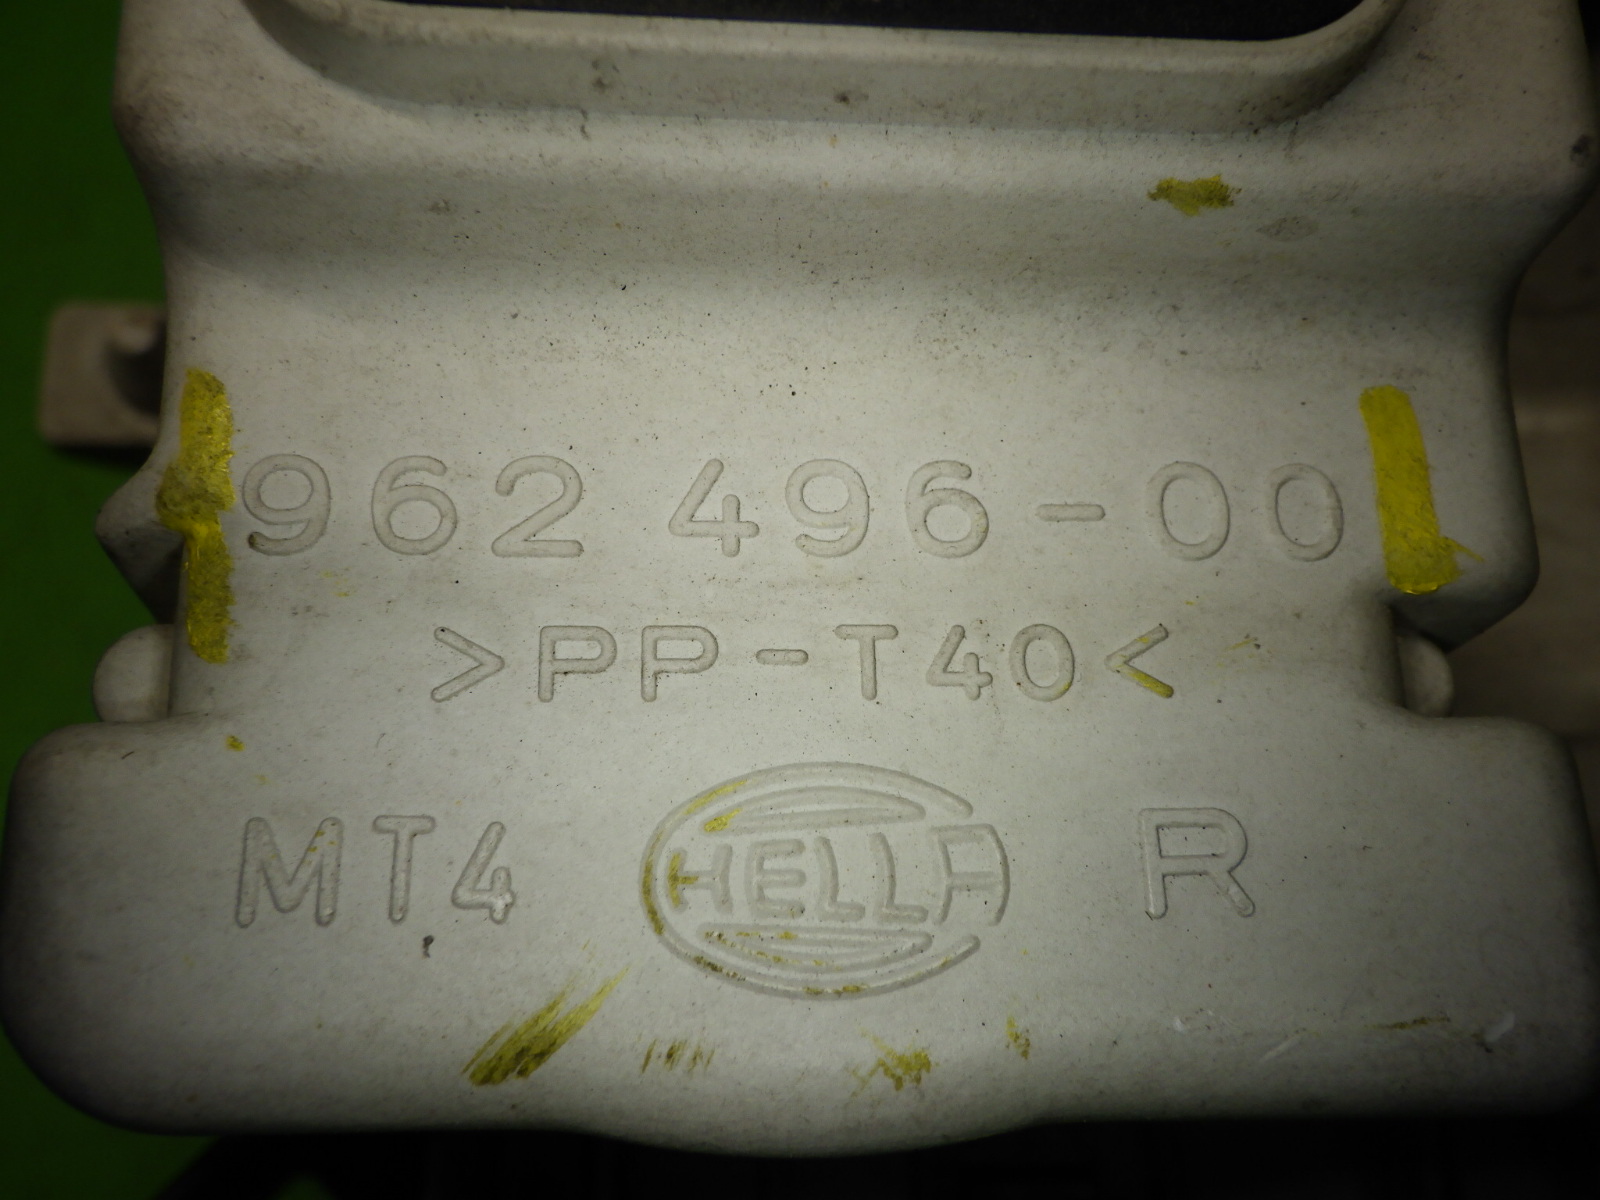 962 496-00
>PP-T40<
MT4 HELLA R